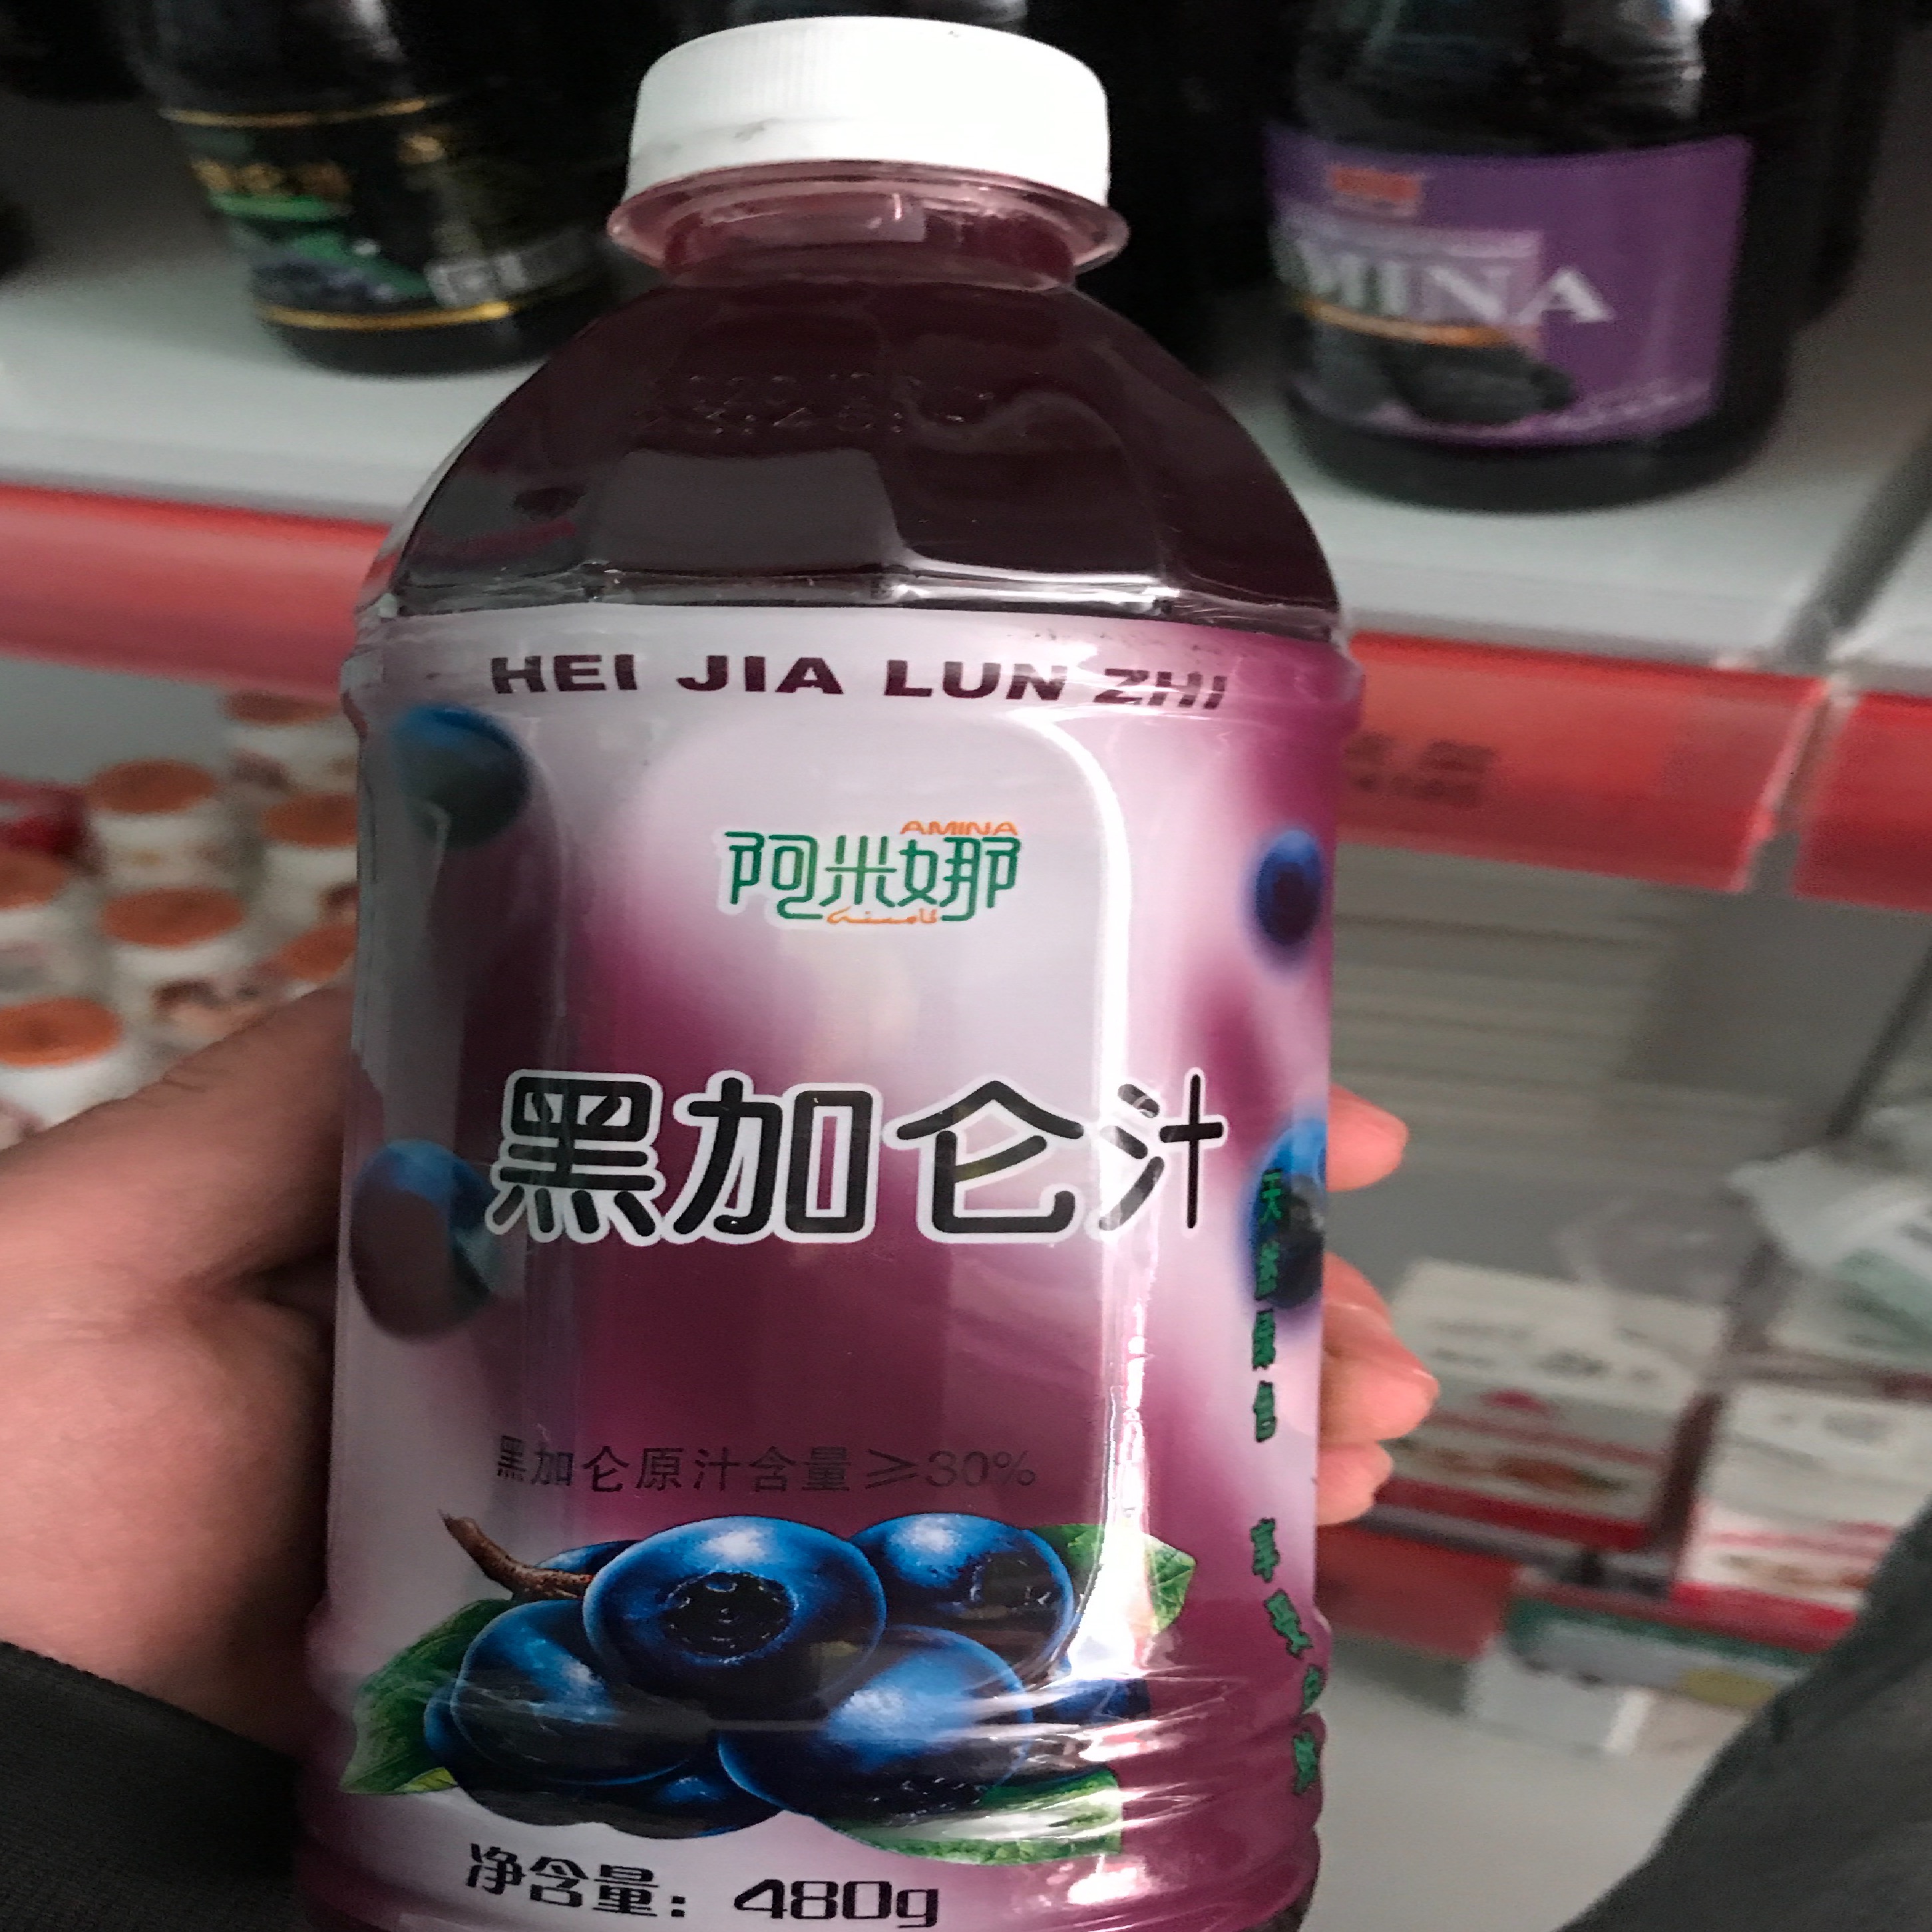 MINA
HEI JIA LUN ZHI
AMINA
阿米娜
ئامىنە
黑加仑汁
黑加仑原汁含量≥30%
净含量：480g